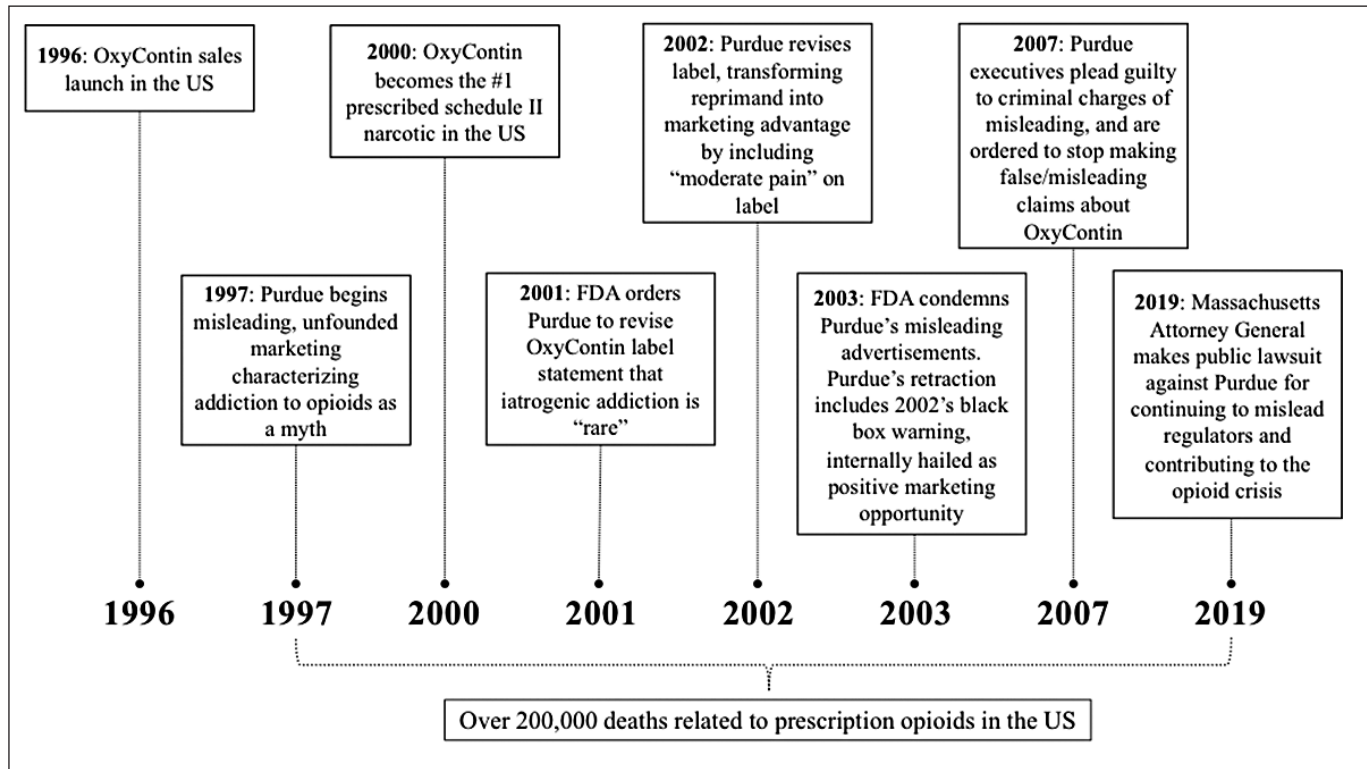 1996: OxyContin sales
launch in the US
2000: OxyContin
becomes the #1
prescribed schedule II
narcotic in the US
2002: Purdue revises
label, transforming
reprimand into
marketing advantage
by including
“moderate pain” on
label
2007: Purdue
executives plead guilty
to criminal charges of
misleading, and are
ordered to stop making
false/misleading
claims about
OxyContin
1997: Purdue begins
misleading, unfounded
marketing
characterizing
addiction to opioids as
a myth
2001: FDA orders
Purdue to revise
OxyContin label
statement that
iatrogenic addiction is
“rare”
2003: FDA condemns
Purdue’s misleading
advertisements.
Purdue’s retraction
includes 2002’s black
box warning,
internally hailed as
positive marketing
opportunity
2019: Massachusetts
Attorney General
makes public lawsuit
against Purdue for
continuing to mislead
regulators and
contributing to the
opioid crisis
1996 1997 2000 2001 2002 2003 2007 2019
Over 200,000 deaths related to prescription opioids in the US